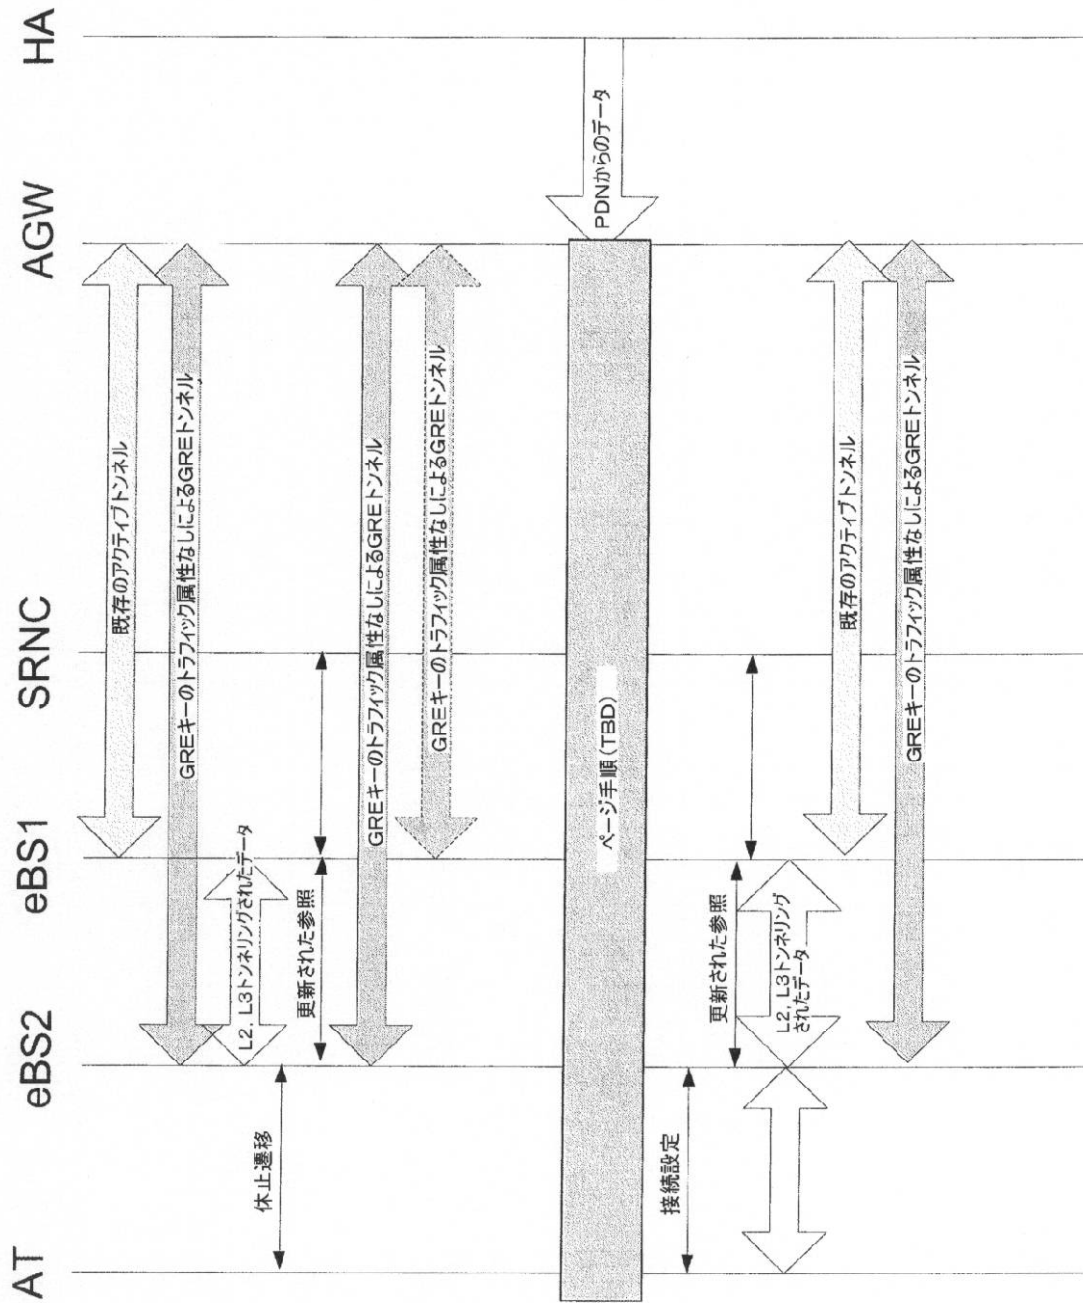 AT
eBS2
eBS1
SRNC
AGW
HA
既存のアクティブトンネル
GREキーのトラフィック属性なしによるGREトンネル
L2, L3トンネリングされたデータ
休止遷移
更新された参照
GREキーのトラフィック属性なしによるGREトンネル
GREキーのトラフィック属性なしによるGREトンネル
PDNからのデータ
ページ手順(TBD)
接続設定
更新された参照
L2, L3トンネリング
されたデータ
既存のアクティブトンネル
GREキーのトラフィック属性なしによるGREトンネル